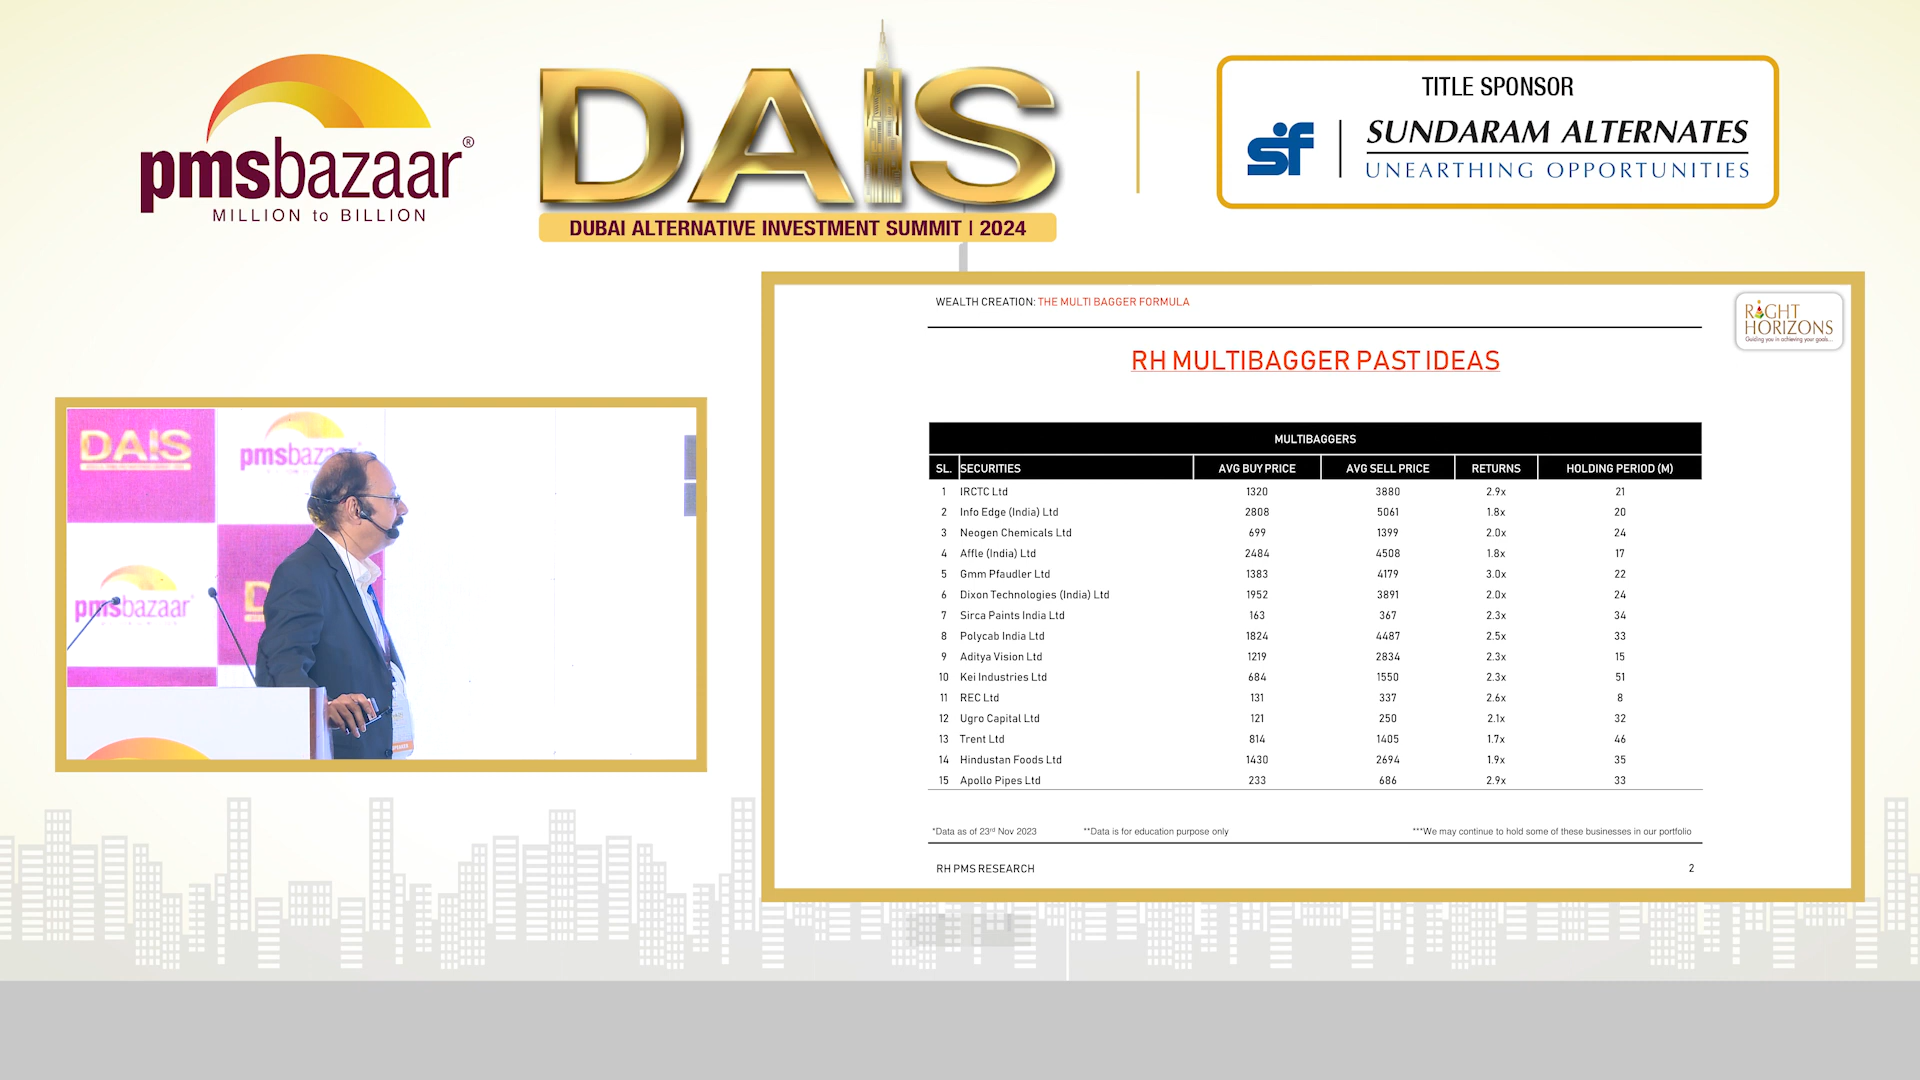 pmsbazaar®
MILLION to BILLION
DAIS
DUBAI ALTERNATIVE INVESTMENT SUMMIT | 2024
TITLE SPONSOR
sf
SUNDARAM ALTERNATES
UNEARTHING OPPORTUNITIES
DAIS
pmsbazaar
pmsbazaar
WEALTH CREATION: THE MULTI BAGGER FORMULA
RIGHT
HORIZONS
Guiding you in achieving your goals...
RH MULTIBAGGER PAST IDEAS
MULTIBAGGERS
SL. SECURITIES AVG BUY PRICE AVG SELL PRICE RETURNS HOLDING PERIOD (M)
1 IRCTC Ltd 1320 3880 2.9x 21
2 Info Edge (India) Ltd 2808 5061 1.8x 20
3 Neogen Chemicals Ltd 699 1399 2.0x 24
4 Affle (India) Ltd 2484 4508 1.8x 17
5 Gmm Pfaudler Ltd 1383 4179 3.0x 22
6 Dixon Technologies (India) Ltd 1952 3891 2.0x 24
7 Sirca Paints India Ltd 163 367 2.3x 34
8 Polycab India Ltd 1824 4487 2.5x 33
9 Aditya Vision Ltd 1219 2834 2.3x 15
10 Kei Industries Ltd 684 1550 2.3x 51
11 REC Ltd 131 337 2.6x 8
12 Ugro Capital Ltd 121 250 2.1x 32
13 Trent Ltd 814 1405 1.7x 46
14 Hindustan Foods Ltd 1430 2694 1.9x 35
15 Apollo Pipes Ltd 233 686 2.9x 33
*Data as of 23rd Nov 2023 **Data is for education purpose only ***We may continue to hold some of these businesses in our portfolio
RH PMS RESEARCH 2